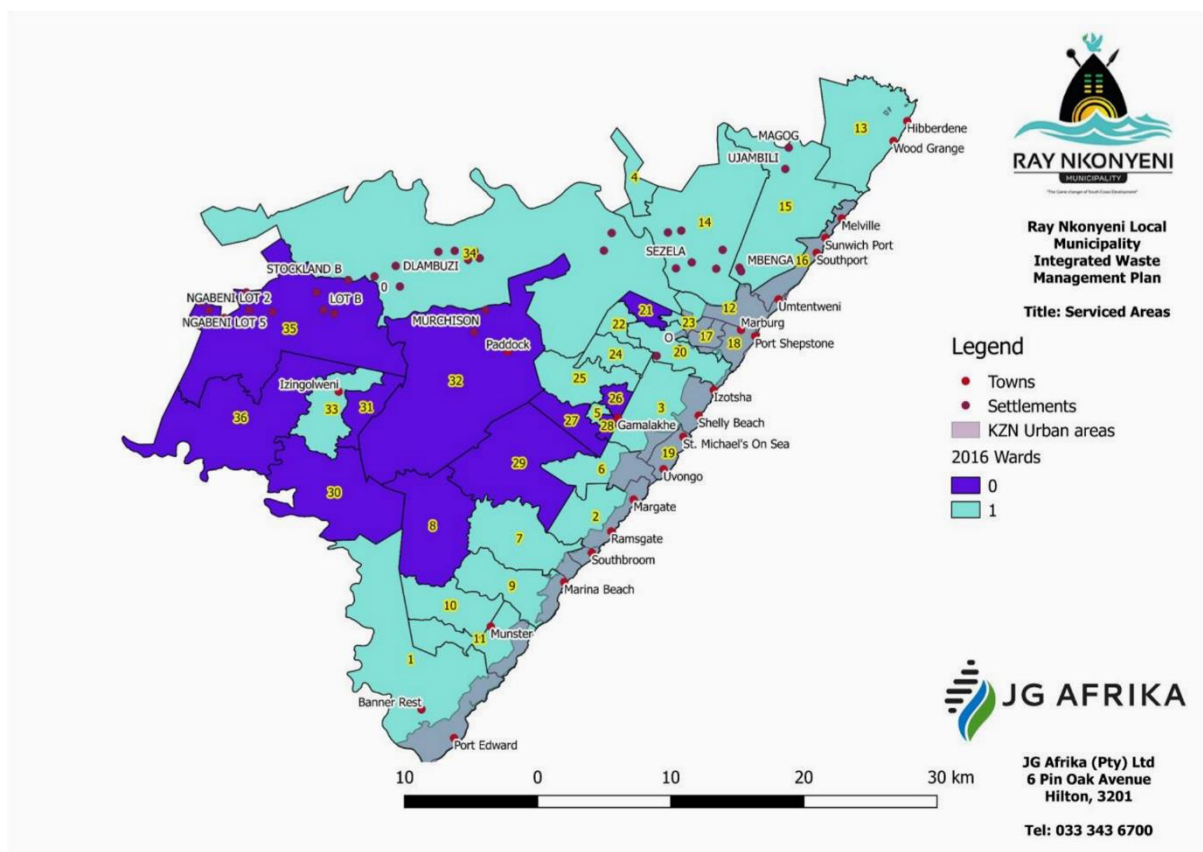 RAY NKONYENI
MUNICIPALITY
Ray Nkonyeni Local
Municipality
Integrated Waste
Management Plan
Title: Serviced Areas
Legend
Towns
Settlements
KZN Urban areas
2016 Wards
0
1
13
Hibberdene
Wood Grange
MAGOG
UJAMBILI
4
15
14
Melville
Sunwich Port
16
Southport
SEZELA
MBENGA
34
DLAMBUZI
STOCKLAND B
0
NGABENI LOT 2
LOT B
NGABENI LOT 5
35
MURCHISON
Paddock
12
Umtentweni
21
22
23
Marburg
17
18
Port Shepstone
O
20
24
25
32
Izingolweni
33
31
36
26
5
3
Izotsha
27
28
Gamalakhe
Shelly Beach
St. Michael's On Sea
19
29
6
Uvongo
30
8
2
Margate
7
Ramsgate
Southbroom
9
Marina Beach
10
11
Munster
1
Banner Rest
Port Edward
10
0
10
20
30 km
JG AFRIKA
JG Afrika (Pty) Ltd
6 Pin Oak Avenue
Hilton, 3201
Tel: 033 343 6700